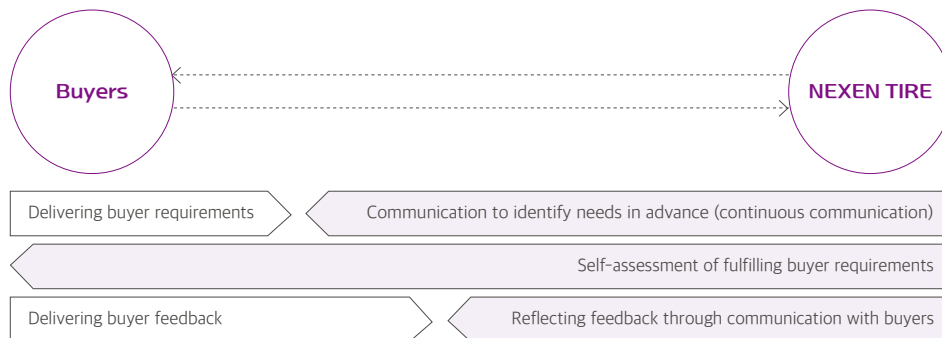 Buyers
NEXEN TIRE
Delivering buyer requirements
Communication to identify needs in advance (continuous communication)
Self-assessment of fulfilling buyer requirements
Delivering buyer feedback
Reflecting feedback through communication with buyers